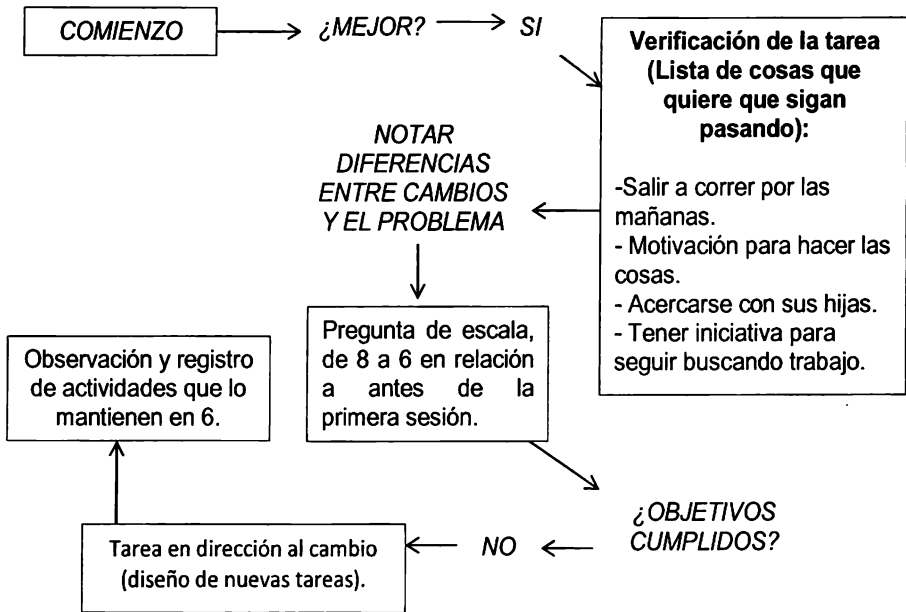 COMIENZO
¿MEJOR?
SI
Verificación de la tarea
(Lista de cosas que
quiere que sigan
pasando):
-Salir a correr por las
mañanas.
- Motivación para hacer las
cosas.
- Acercarse con sus hijas.
- Tener iniciativa para
seguir buscando trabajo.
NOTAR
DIFERENCIAS
ENTRE CAMBIOS
Y EL PROBLEMA
Pregunta de escala,
de 8 a 6 en relación
a antes de la
primera sesión.
¿OBJETIVOS
CUMPLIDOS?
NO
Tarea en dirección al cambio
(diseño de nuevas tareas).
Observación y registro
de actividades que lo
mantienen en 6.